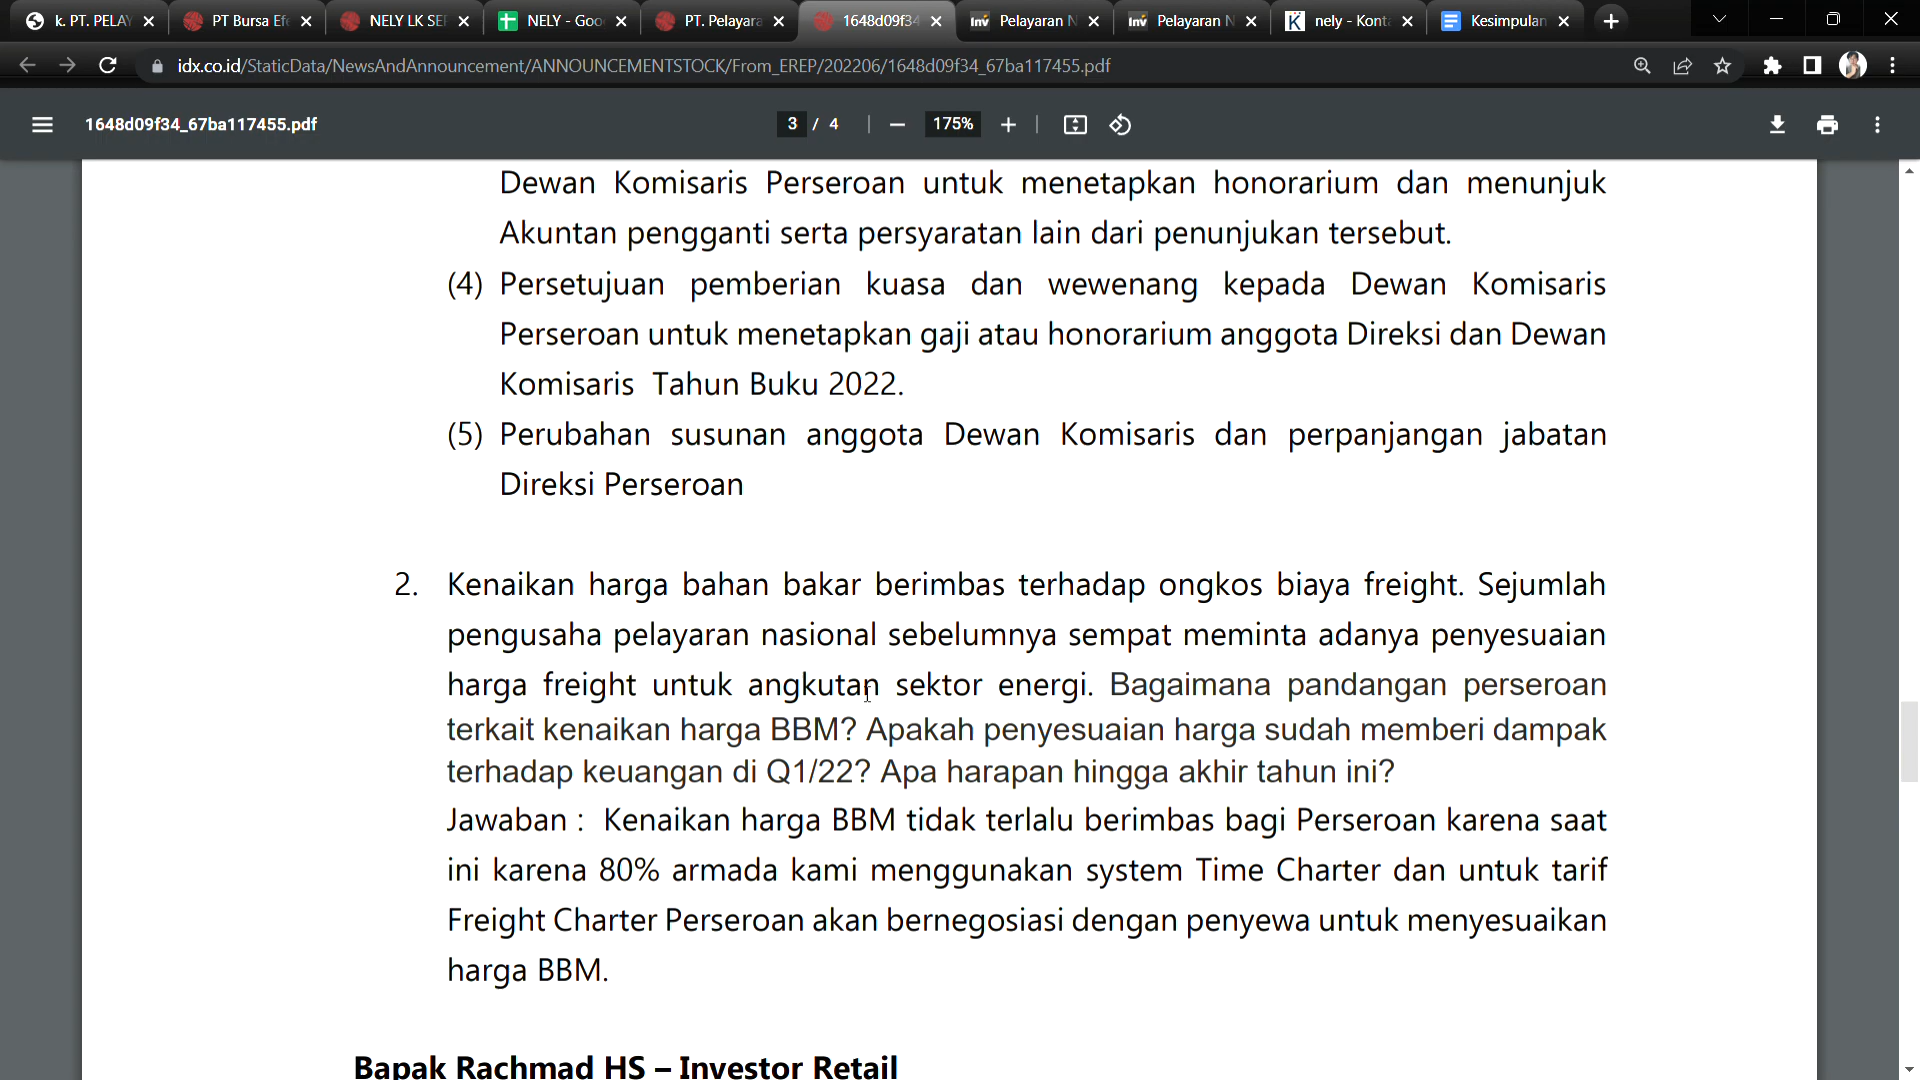 k. PT. PELAY
PT Bursa Efe
NELY LK SEP
NELY - Goo
PT. Pelayara
1648d09f34
Inv Pelayaran N
Inv Pelayaran N
K nely - Konta
Kesimpulan
idx.co.id/StaticData/NewsAndAnnouncement/ANNOUNCEMENTSTOCK/From_EREP/202206/1648d09f34_67ba117455.pdf
1648d09f34_67ba117455.pdf
3 / 4
175%
Dewan Komisaris Perseroan untuk menetapkan honorarium dan menunjuk
Akuntan pengganti serta persyaratan lain dari penunjukan tersebut.
(4) Persetujuan pemberian kuasa dan wewenang kepada Dewan Komisaris
Perseroan untuk menetapkan gaji atau honorarium anggota Direksi dan Dewan
Komisaris Tahun Buku 2022.
(5) Perubahan susunan anggota Dewan Komisaris dan perpanjangan jabatan
Direksi Perseroan
2. Kenaikan harga bahan bakar berimbas terhadap ongkos biaya freight. Sejumlah
pengusaha pelayaran nasional sebelumnya sempat meminta adanya penyesuaian
harga freight untuk angkutan sektor energi. Bagaimana pandangan perseroan
terkait kenaikan harga BBM? Apakah penyesuaian harga sudah memberi dampak
terhadap keuangan di Q1/22? Apa harapan hingga akhir tahun ini?
Jawaban : Kenaikan harga BBM tidak terlalu berimbas bagi Perseroan karena saat
ini karena 80% armada kami menggunakan system Time Charter dan untuk tarif
Freight Charter Perseroan akan bernegosiasi dengan penyewa untuk menyesuaikan
harga BBM.
Bapak Rachmad HS – Investor Retail